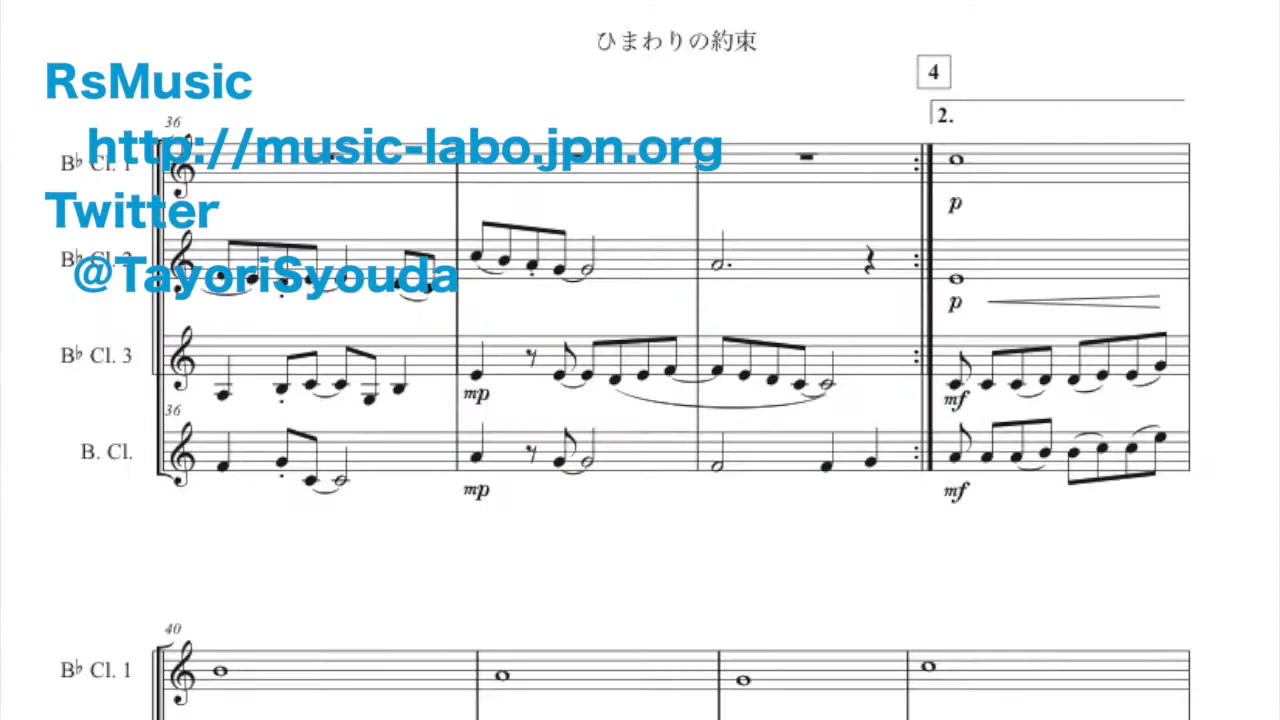 ひまわりの約束
RsMusic
4
2.
36
http://music-labo.jpn.org
B♭ Cl. 1
p
Twitter
B♭ Cl. 2
@TayoriSyouda
p
B♭ Cl. 3
mp
mf
36
B. Cl.
mp
mf
40
B♭ Cl. 1